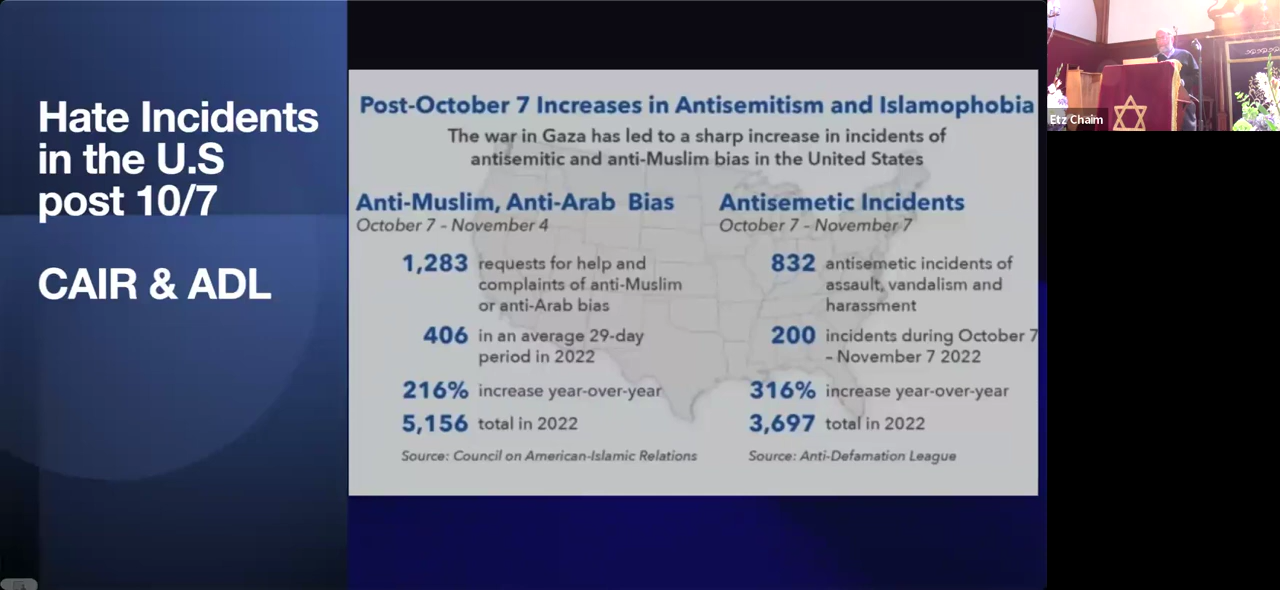 Hate Incidents
in the U.S
post 10/7
CAIR & ADL
Post-October 7 Increases in Antisemitism and Islamophobia
The war in Gaza has led to a sharp increase in incidents of
antisemitic and anti-Muslim bias in the United States
Anti-Muslim, Anti-Arab Bias
October 7 - November 4
1,283 requests for help and
complaints of anti-Muslim
or anti-Arab bias
406 in an average 29-day
period in 2022
216% increase year-over-year
5,156 total in 2022
Source: Council on American-Islamic Relations
Antisemetic Incidents
October 7 - November 7
832 antisemetic incidents of
assault, vandalism and
harassment
200 incidents during October 7
– November 7 2022
316% increase year-over-year
3,697 total in 2022
Source: Anti-Defamation League
Etz Chaim